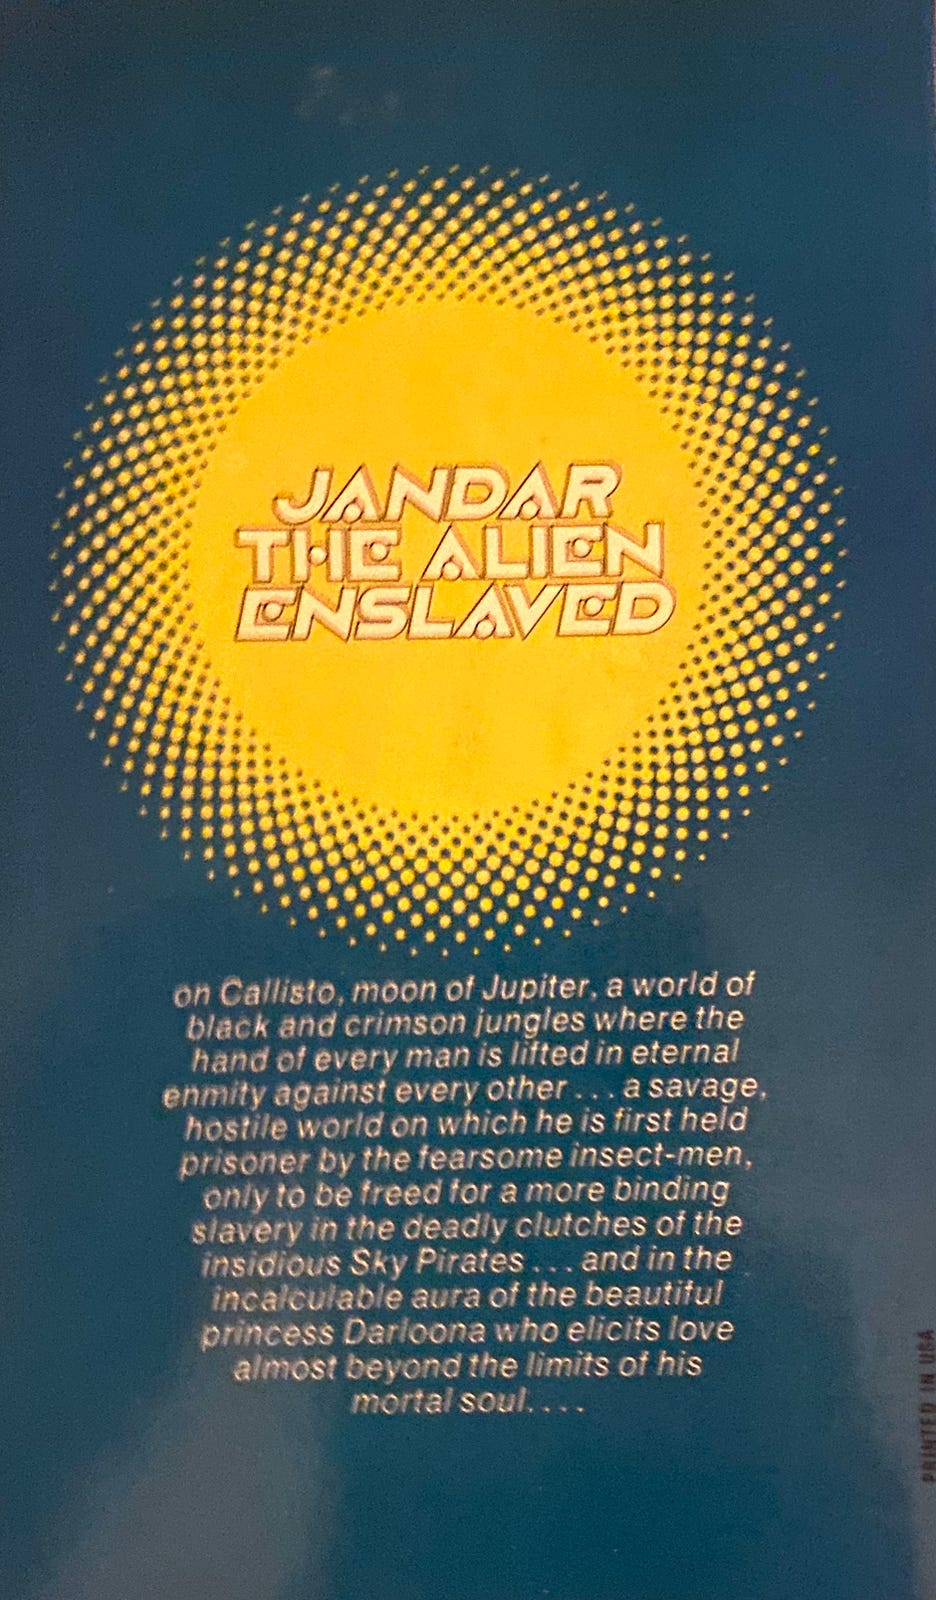 JANDAR
THE ALIEN
ENSLAVED
on Callisto, moon of Jupiter, a world of
black and crimson jungles where the
hand of every man is lifted in eternal
enmity against every other . . . a savage,
hostile world on which he is first held
prisoner by the fearsome insect-men,
only to be freed for a more binding
slavery in the deadly clutches of the
insidious Sky Pirates . . . and in the
incalculable aura of the beautiful
princess Darloona who elicits love
almost beyond the limits of his
mortal soul. . . .
PRINTED IN USA